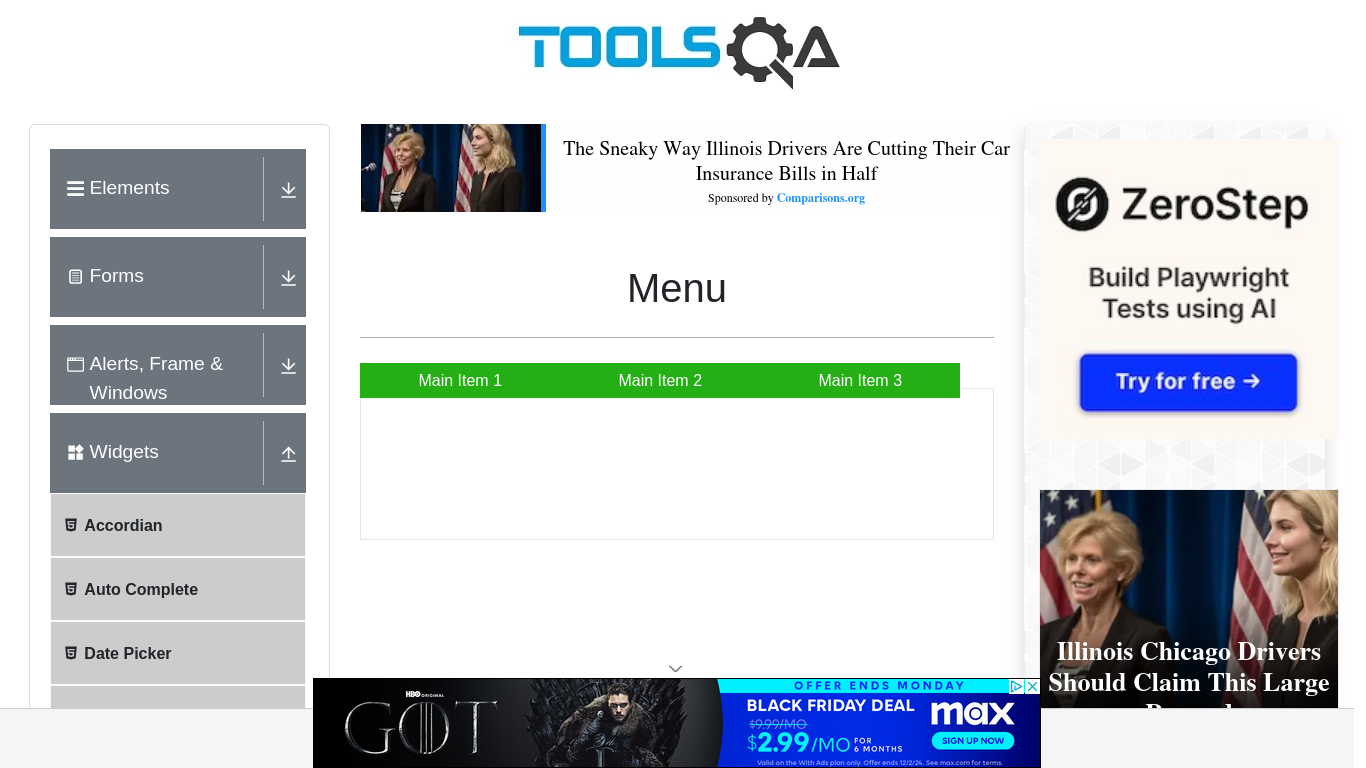 TOOLSQA
Elements
Forms
Alerts, Frame &
Windows
Widgets
Accordian
Auto Complete
Date Picker
The Sneaky Way Illinois Drivers Are Cutting Their Car
Insurance Bills in Half
Sponsored by Comparisons.org
Menu
Main Item 1
Main Item 2
Main Item 3
ZeroStep
Build Playwright
Tests using AI
Try for free →
Illinois Chicago Drivers
Should Claim This Large
HBO ORIGINAL
GOT
OFFER ENDS MONDAY
BLACK FRIDAY DEAL
$9.99/MO
$2.99/MO FOR
6 MONTHS
max
SIGN UP NOW
Valid on the With Ads plan only. Offer ends 12/2/24. See max.com for terms.